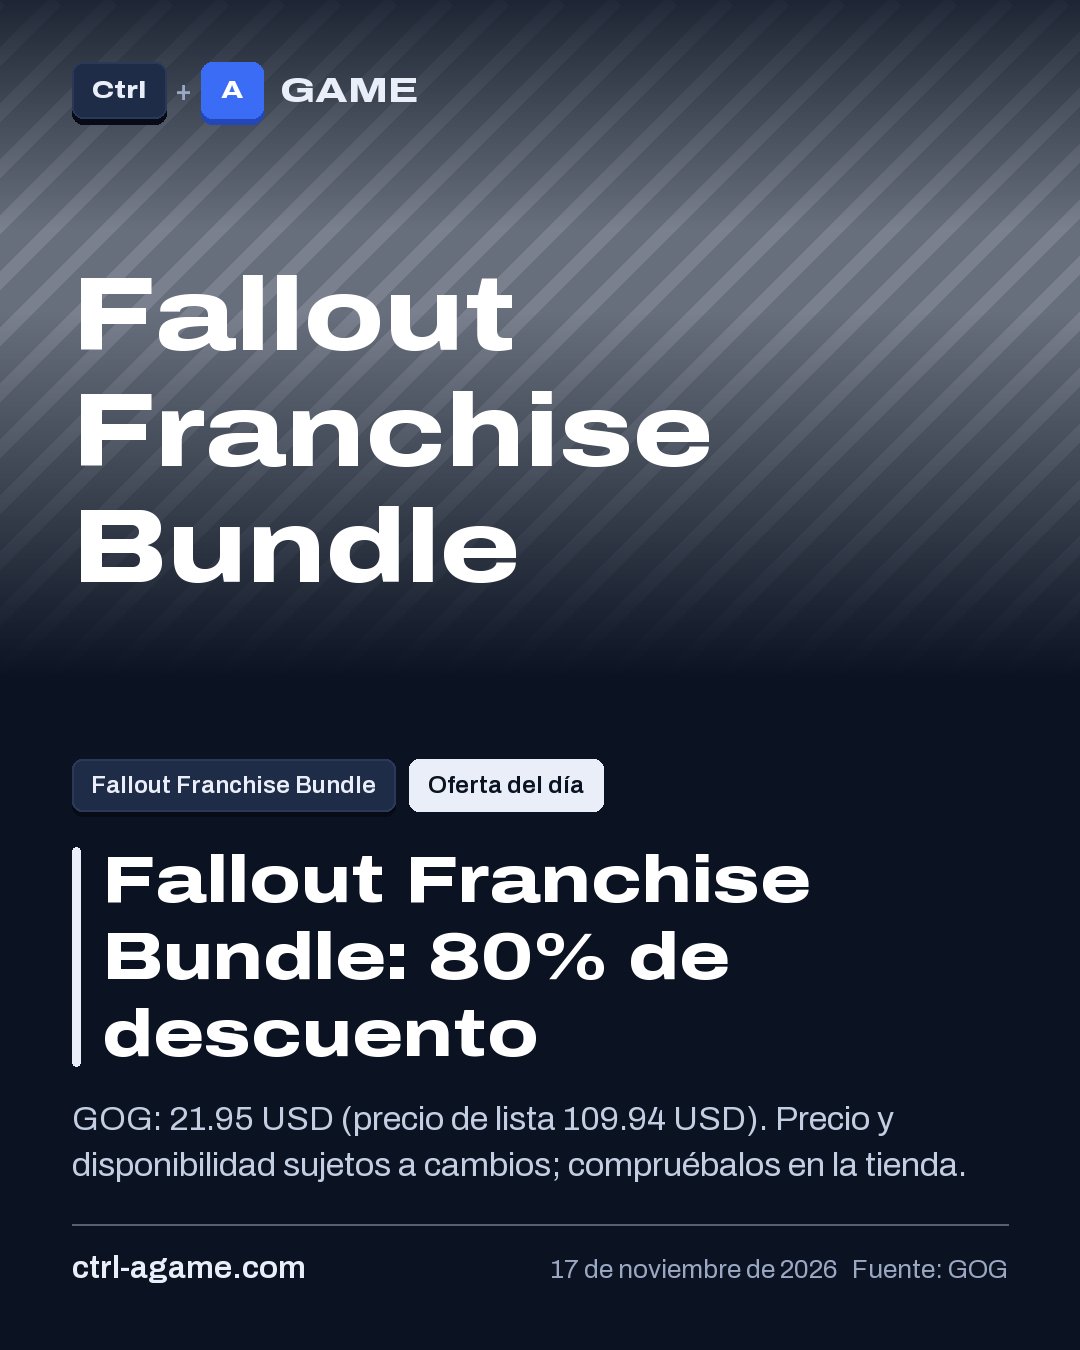 Ctrl + A GAME
Fallout
Franchise
Bundle
Fallout Franchise Bundle Oferta del día
Fallout Franchise
Bundle: 80% de
descuento
GOG: 21.95 USD (precio de lista 109.94 USD). Precio y
disponibilidad sujetos a cambios; compruébalos en la tienda.
ctrl-agame.com 17 de noviembre de 2026 Fuente: GOG